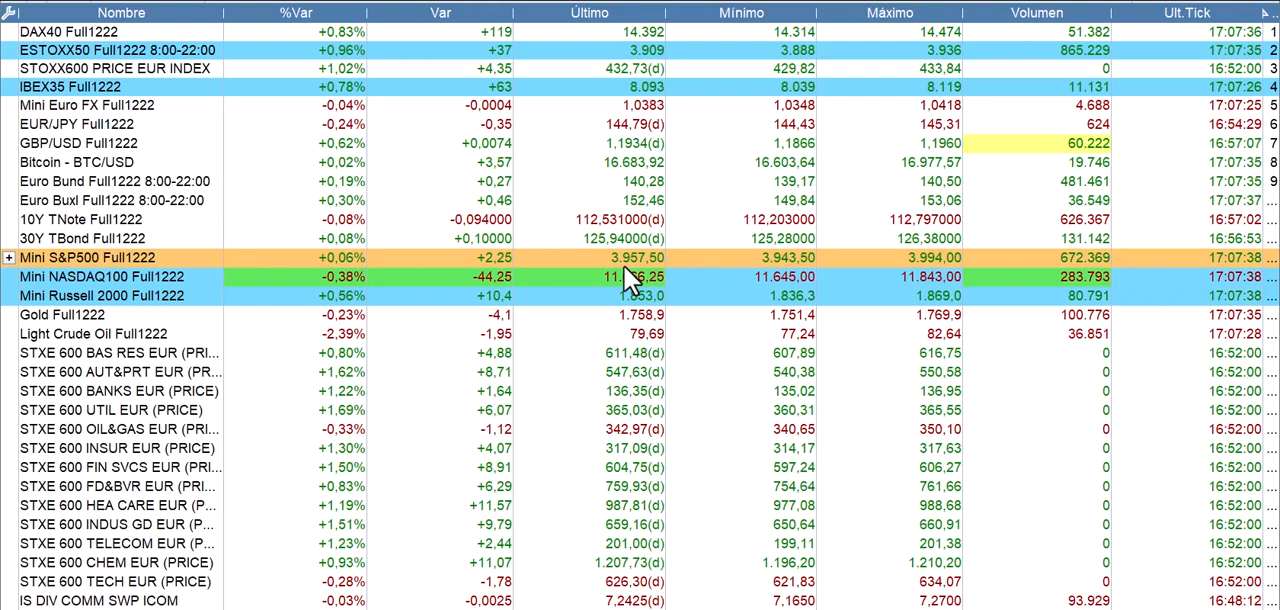 Nombre %Var Var Último Mínimo Máximo Volumen Ult.Tick
DAX40 Full1222 +0,83% +119 14.392 14.314 14.474 51.382 17:07:36 1
ESTOXX50 Full1222 8:00-22:00 +0,96% +37 3.909 3.888 3.936 865.229 17:07:35 2
STOXX600 PRICE EUR INDEX +1,02% +4,35 432,73(d) 429,82 433,84 0 16:52:00 3
IBEX35 Full1222 +0,78% +63 8.093 8.039 8.119 11.131 17:07:26 4
Mini Euro FX Full1222 -0,04% -0,0004 1,0383 1,0348 1,0418 4.688 17:07:25 5
EUR/JPY Full1222 -0,24% -0,35 144,79(d) 144,43 145,31 624 16:54:29 6
GBP/USD Full1222 +0,62% +0,0074 1,1934(d) 1,1866 1,1960 60.222 16:57:07 7
Bitcoin - BTC/USD +0,02% +3,57 16.683,92 16.603,64 16.977,57 19.746 17:07:35 8
Euro Bund Full1222 8:00-22:00 +0,19% +0,27 140,28 139,17 140,50 481.461 17:07:35 9
Euro Buxl Full1222 8:00-22:00 +0,30% +0,46 152,46 149,84 153,06 36.549 17:07:37 ...
10Y TNote Full1222 -0,08% -0,094000 112,531000(d) 112,203000 112,797000 626.367 16:57:02 ...
30Y TBond Full1222 +0,08% +0,10000 125,94000(d) 125,28000 126,38000 131.142 16:56:53 ...
Mini S&P500 Full1222 +0,06% +2,25 3.957,50 3.943,50 3.994,00 672.369 17:07:38 ...
Mini NASDAQ100 Full1222 -0,38% -44,25 11.645,00 11.843,00 283.793 17:07:38 ...
Mini Russell 2000 Full1222 +0,56% +10,4 1.853,0 1.836,3 1.869,0 80.791 17:07:38 ...
Gold Full1222 -0,23% -4,1 1.758,9 1.751,4 1.769,9 100.776 17:07:35 ...
Light Crude Oil Full1222 -2,39% -1,95 79,69 77,24 82,64 36.851 17:07:28 ...
STXE 600 BAS RES EUR (PRI... +0,80% +4,88 611,48(d) 607,89 616,75 0 16:52:00 ...
STXE 600 AUT&PRT EUR (PR... +1,62% +8,71 547,63(d) 540,38 550,58 0 16:52:00 ...
STXE 600 BANKS EUR (PRICE) +1,22% +1,64 136,35(d) 135,02 136,95 0 16:52:00 ...
STXE 600 UTIL EUR (PRICE) +1,69% +6,07 365,03(d) 360,31 365,55 0 16:52:00 ...
STXE 600 OIL&GAS EUR (PRI... -0,33% -1,12 342,97(d) 340,65 350,10 0 16:52:00 ...
STXE 600 INSUR EUR (PRICE) +1,30% +4,07 317,09(d) 314,17 317,63 0 16:52:00 ...
STXE 600 FIN SVCS EUR (PRI... +1,50% +8,91 604,75(d) 597,24 606,27 0 16:52:00 ...
STXE 600 FD&BVR EUR (PRI... +0,83% +6,29 759,93(d) 754,64 761,66 0 16:52:00 ...
STXE 600 HEA CARE EUR (P... +1,19% +11,57 987,81(d) 977,08 988,68 0 16:52:00 ...
STXE 600 INDUS GD EUR (P... +1,51% +9,79 659,16(d) 650,64 660,91 0 16:52:00 ...
STXE 600 TELECOM EUR (P... +1,23% +2,44 201,00(d) 199,11 201,38 0 16:52:00 ...
STXE 600 CHEM EUR (PRICE) +0,93% +11,07 1.207,73(d) 1.196,20 1.210,20 0 16:52:00 ...
STXE 600 TECH EUR (PRICE) -0,28% -1,78 626,30(d) 621,83 634,07 0 16:52:00 ...
IS DIV COMM SWP ICOM -0,03% -0,0025 7,2425(d) 7,1650 7,2700 93.929 16:48:12 ...